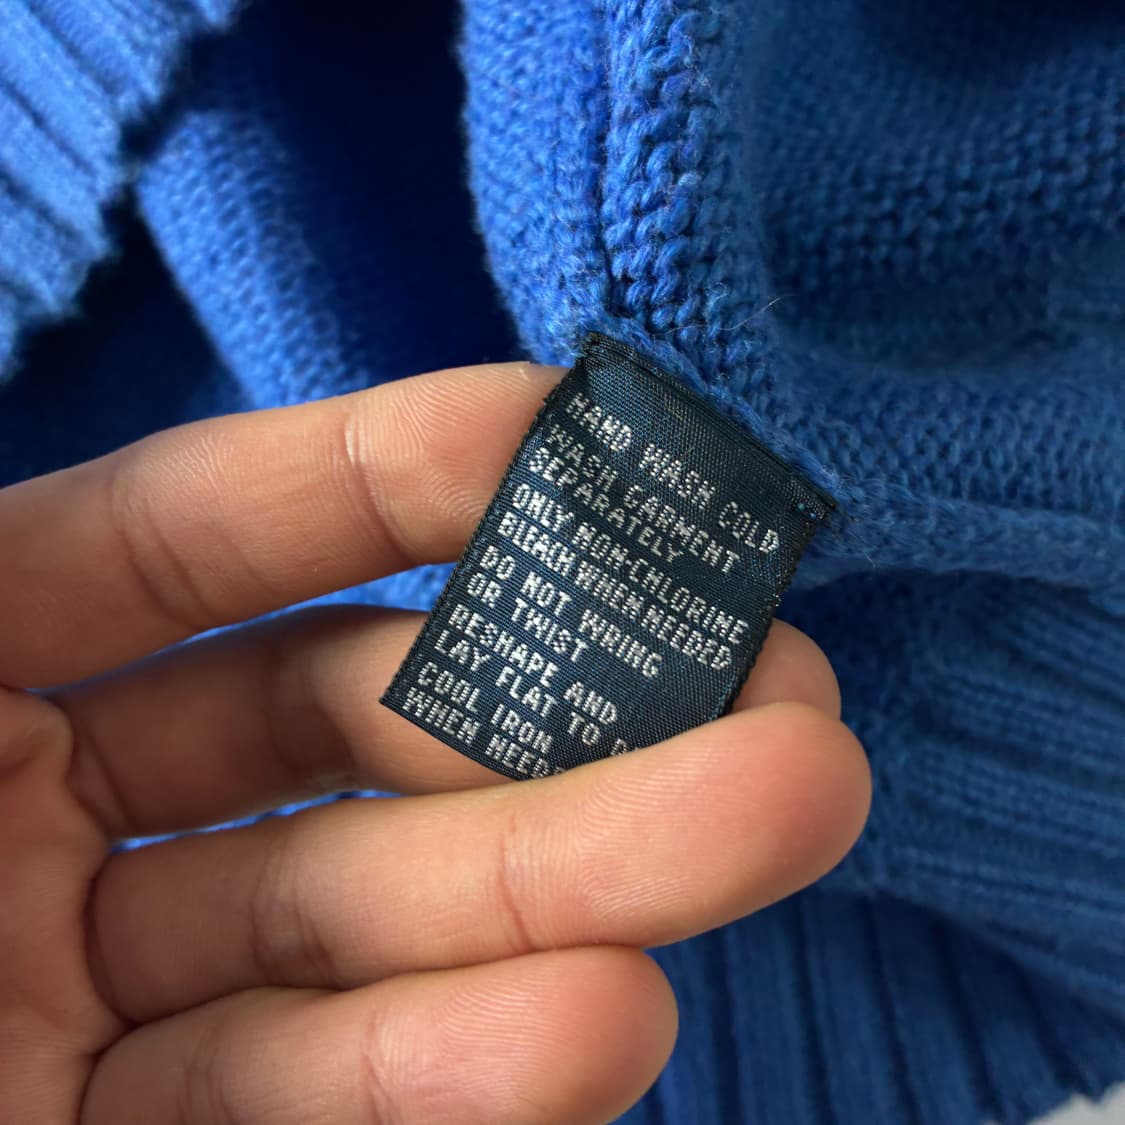 HAND WASH COLD
WASH GARMENT
SEPARATELY
ONLY NON-CHLORINE
BLEACH WHEN NEEDED
DO NOT WRING
OR TWIST
RESHAPE AND
LAY FLAT TO
COOL IRON
WHEN